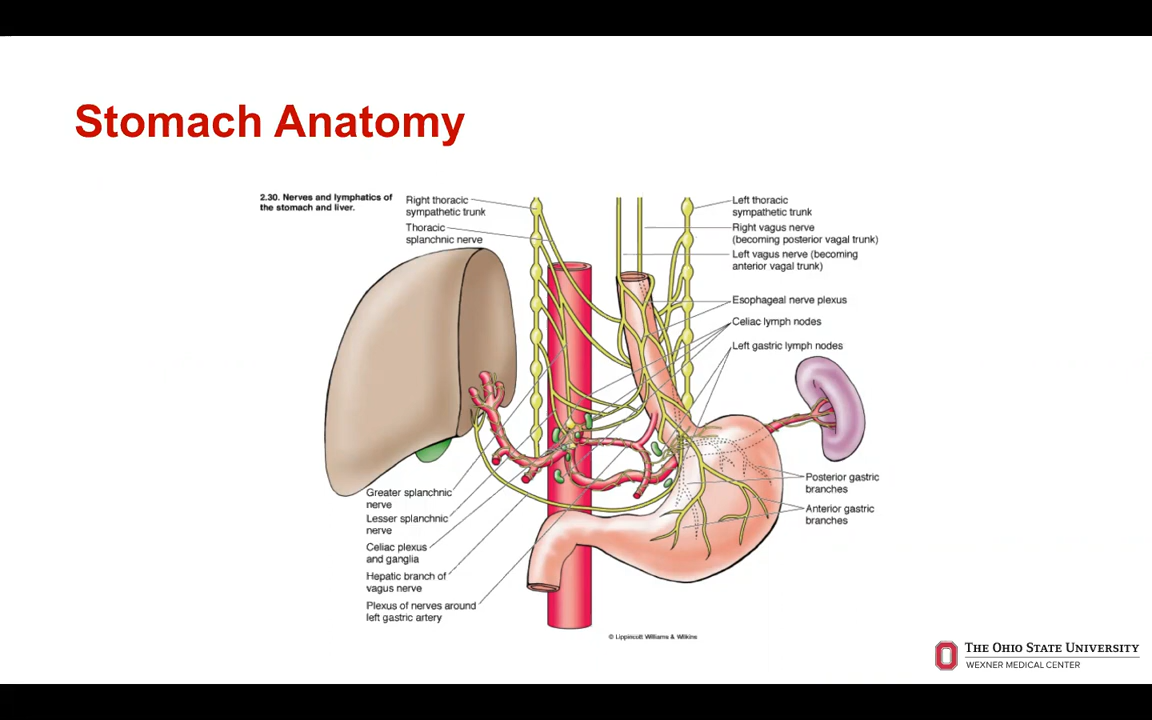 Stomach Anatomy
2.30. Nerves and lymphatics of
the stomach and liver.
Right thoracic
sympathetic trunk
Thoracic
splanchnic nerve
Left thoracic
sympathetic trunk
Right vagus nerve
(becoming posterior vagal trunk)
Left vagus nerve (becoming
anterior vagal trunk)
Esophageal nerve plexus
Celiac lymph nodes
Left gastric lymph nodes
Posterior gastric
branches
Anterior gastric
branches
Greater splanchnic
nerve
Lesser splanchnic
nerve
Celiac plexus
and ganglia
Hepatic branch of
vagus nerve
Plexus of nerves around
left gastric artery
© Lippincott Williams & Wilkins
THE OHIO STATE UNIVERSITY
WEXNER MEDICAL CENTER